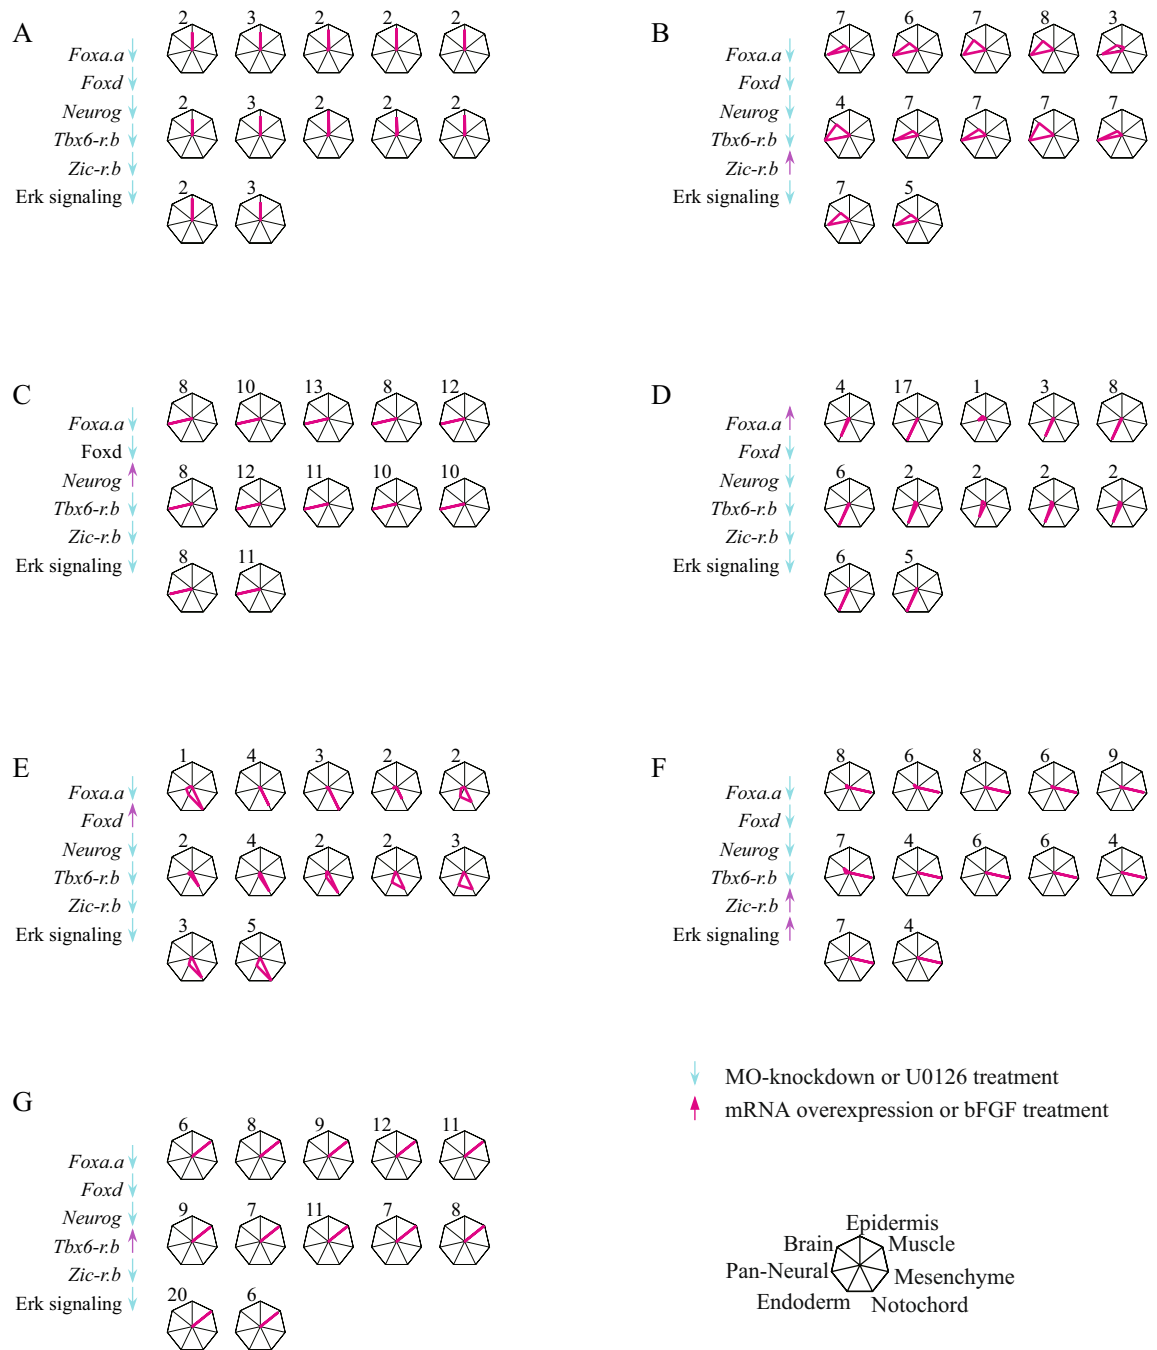 A
2 3 2 2 2
Foxa.a
Foxd
Neurog
2 3 2 2 2
Tbx6-r.b
Zic-r.b
Erk signaling
2 3
B
7 6 7 8 3
Foxa.a
Foxd
Neurog
4 7 7 7 7
Tbx6-r.b
Zic-r.b
Erk signaling
7 5
C
8 10 13 8 12
Foxa.a
Foxd
Neurog
8 12 11 10 10
Tbx6-r.b
Zic-r.b
Erk signaling
8 11
D
4 17 1 3 8
Foxa.a
Foxd
Neurog
6 2 2 2 2
Tbx6-r.b
Zic-r.b
Erk signaling
6 5
E
1 4 3 2 2
Foxa.a
Foxd
Neurog
2 4 2 2 3
Tbx6-r.b
Zic-r.b
Erk signaling
3 5
F
8 6 8 6 9
Foxa.a
Foxd
Neurog
7 4 6 6 4
Tbx6-r.b
Zic-r.b
Erk signaling
7 4
G
6 8 9 12 11
Foxa.a
Foxd
Neurog
9 7 11 7 8
Tbx6-r.b
Zic-r.b
Erk signaling
20 6
MO-knockdown or U0126 treatment
mRNA overexpression or bFGF treatment
Epidermis
Brain Muscle
Pan-Neural Mesenchyme
Endoderm Notochord